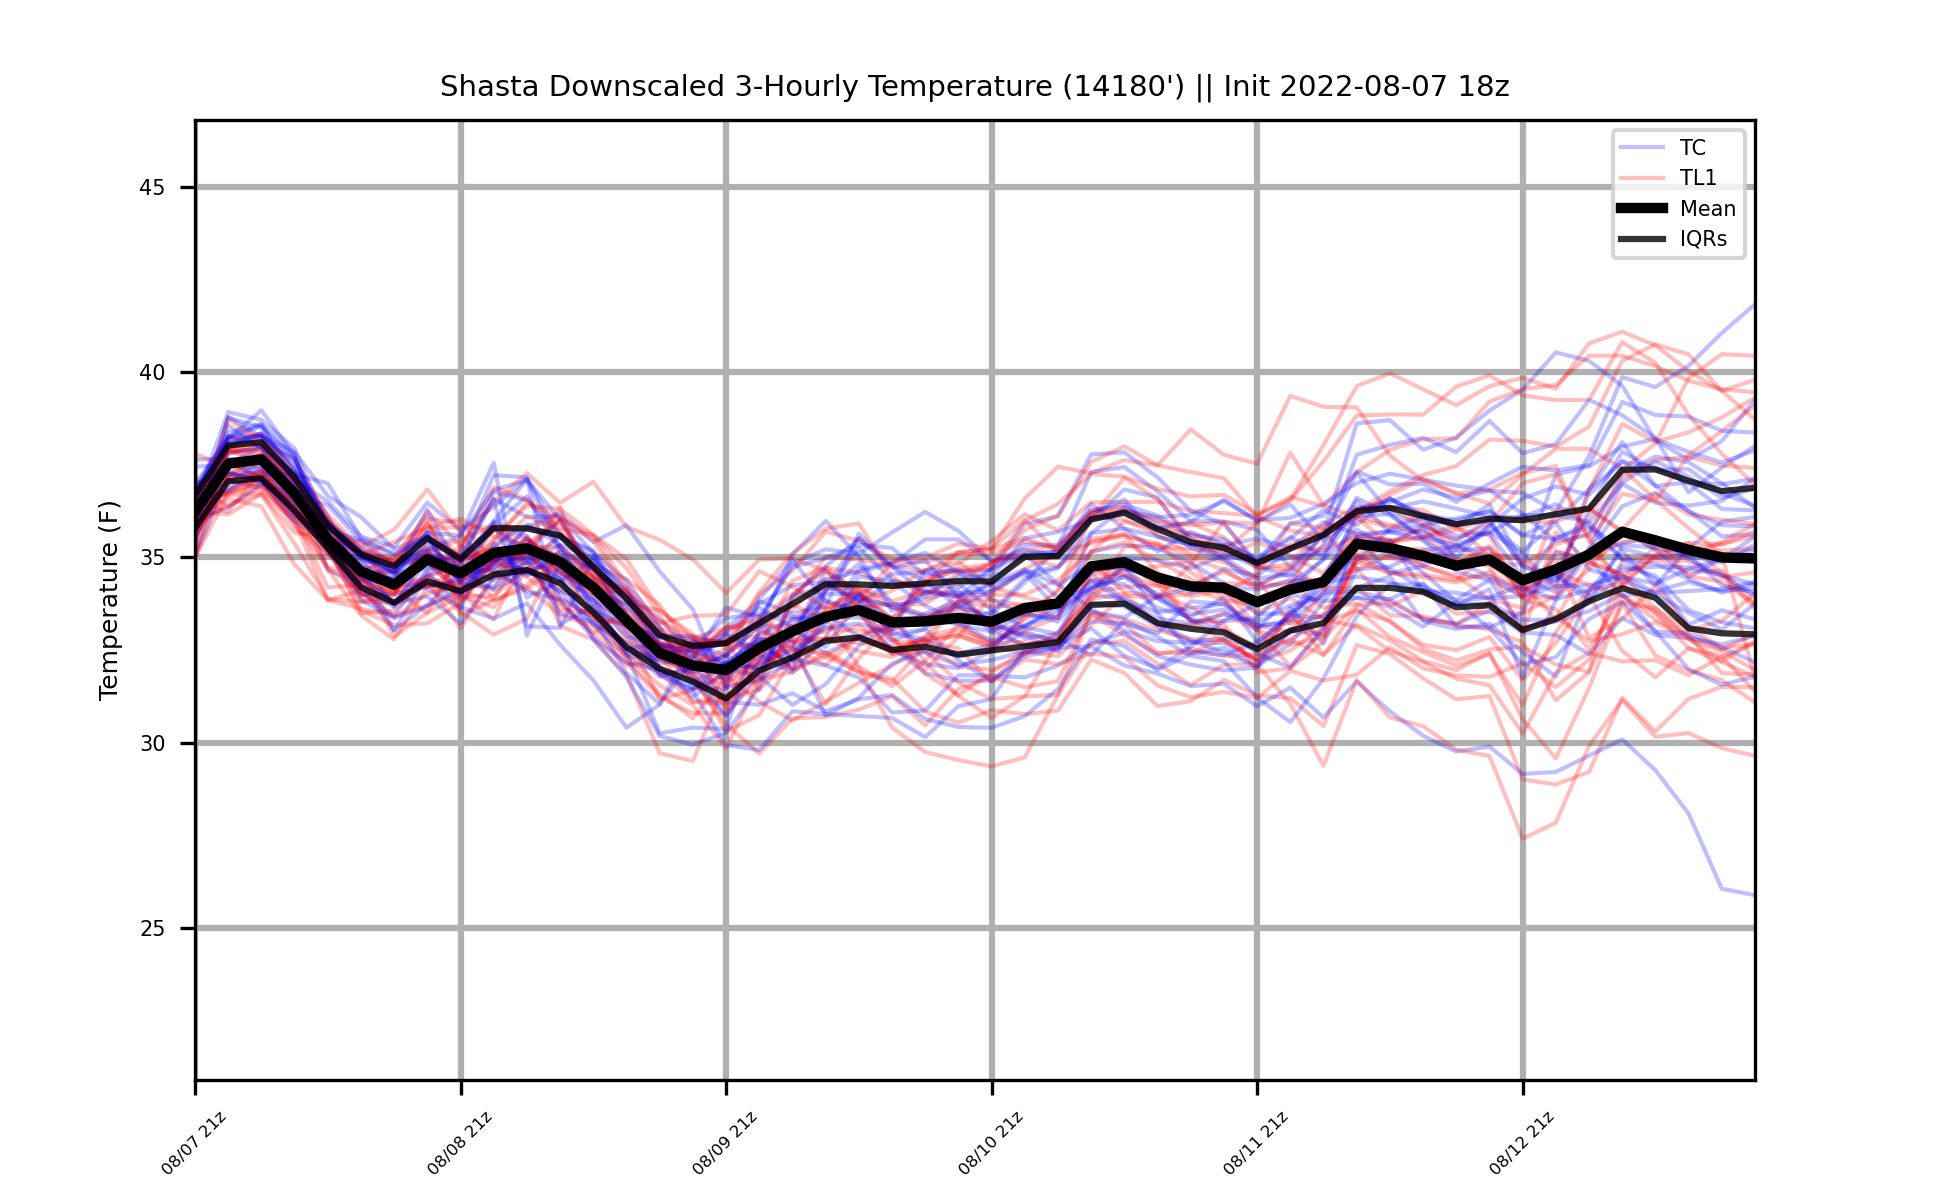 Shasta Downscaled 3-Hourly Temperature (14180') || Init 2022-08-07 18z
TC
TL1
Mean
IQRs
Temperature (F)
45
40
35
30
25
08/07 21z
08/08 21z
08/09 21z
08/10 21z
08/11 21z
08/12 21z